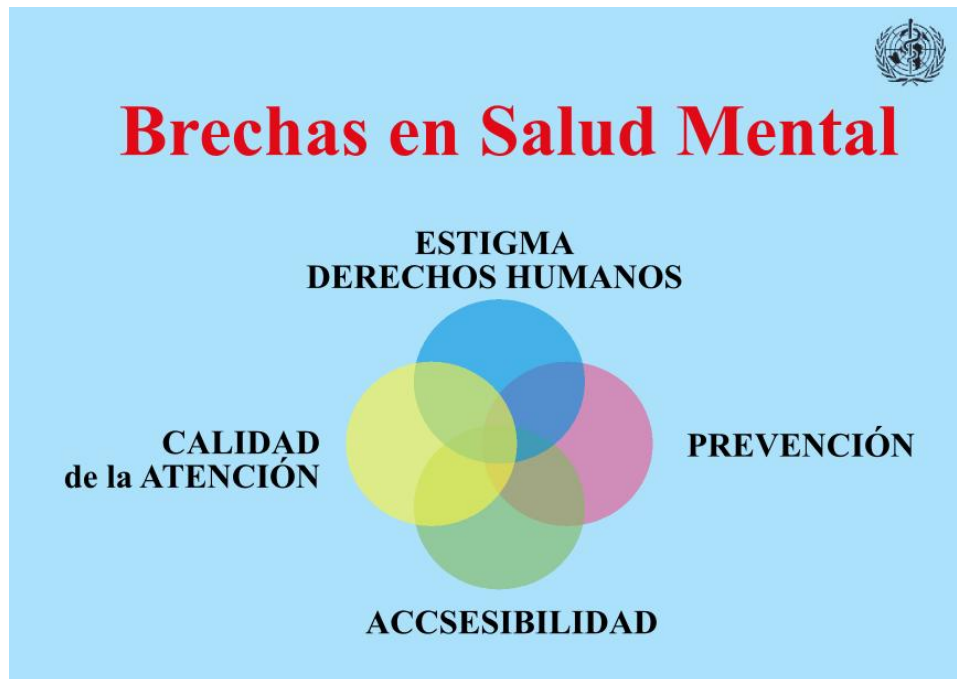 Brechas en Salud Mental
ESTIGMA
DERECHOS HUMANOS
CALIDAD
de la ATENCIÓN
PREVENCIÓN
ACCSESIBILIDAD